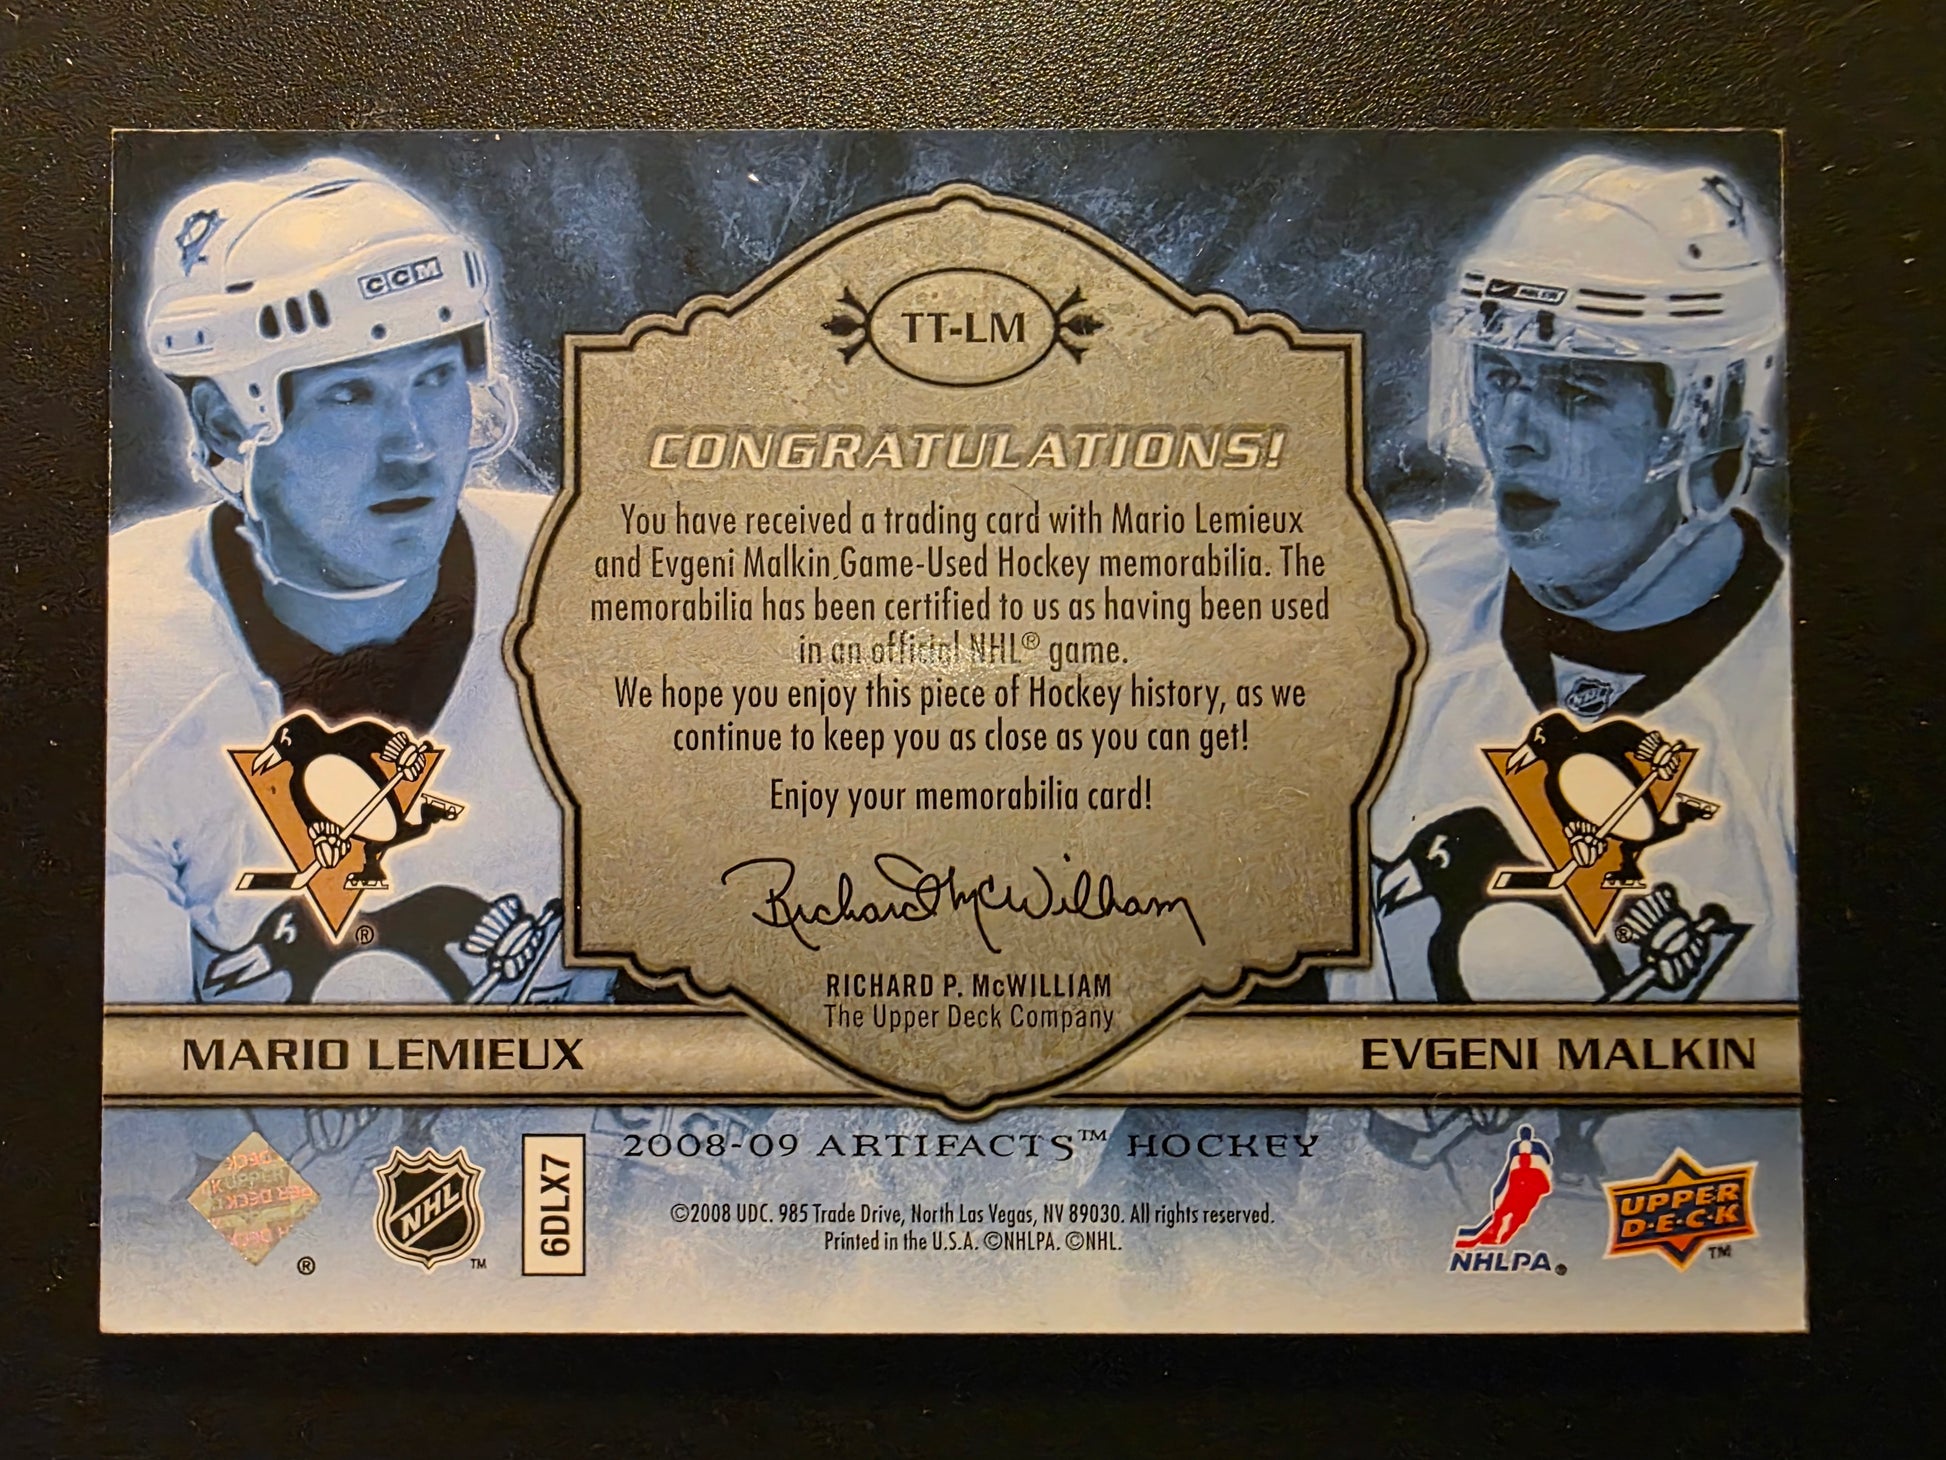 CCM
TT-LM
CONGRATULATIONS!
You have received a trading card with Mario Lemieux
and Evgeni Malkin Game-Used Hockey memorabilia. The
memorabilia has been certified to us as having been used
in an official NHL® game.
We hope you enjoy this piece of Hockey history, as we
continue to keep you as close as you can get!
Enjoy your memorabilia card!
Richard McWilliam
RICHARD P. McWILLIAM
The Upper Deck Company
MARIO LEMIEUX
EVGENI MALKIN
2008-09 ARTIFACTS™ HOCKEY
6DLX7
NHL
™
®
©2008 UDC. 985 Trade Drive, North Las Vegas, NV 89030. All rights reserved.
Printed in the U.S.A. ©NHLPA. ©NHL.
NHLPA®
UPPER
D·E·C·K
™